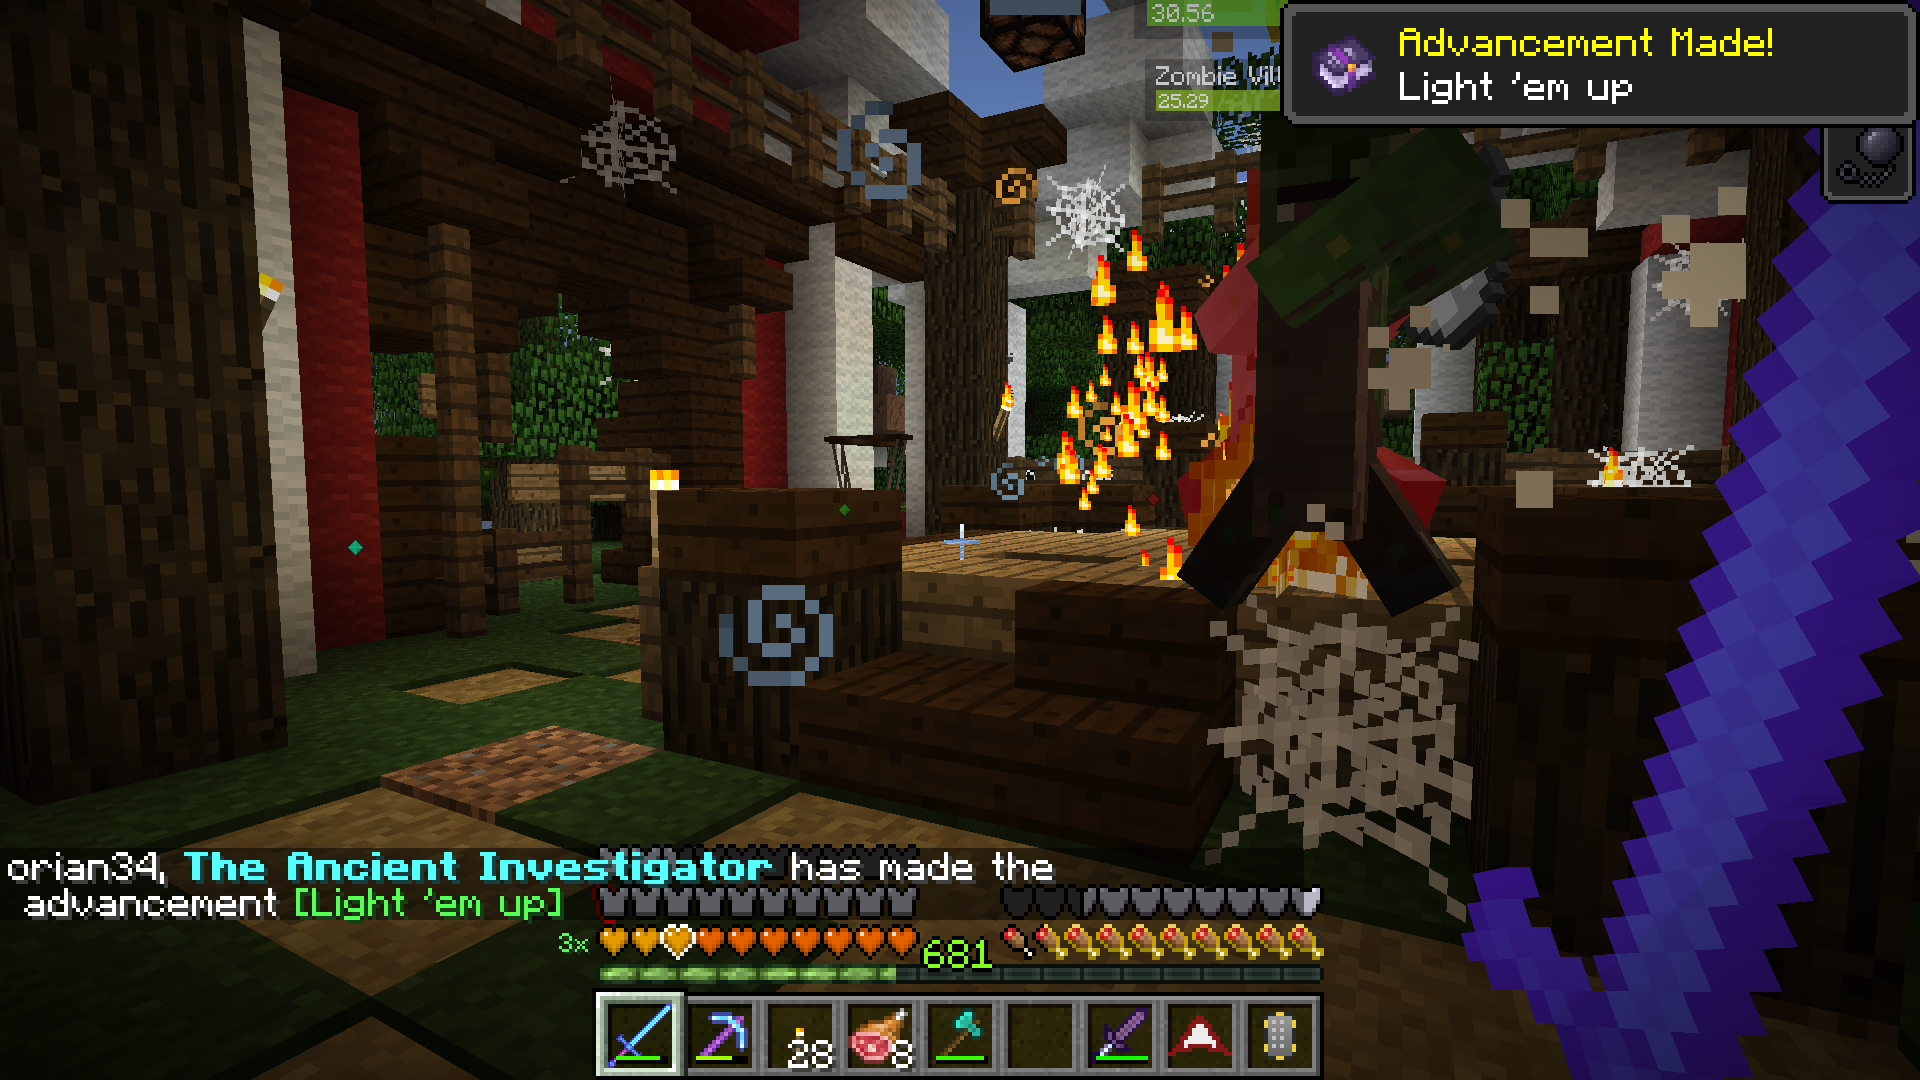 30.56
Advancement Made!
Light 'em up
Zombie Vill
25.29
orian34, The Ancient Investigator has made the
advancement [Light 'em up]
3x
681
28
8